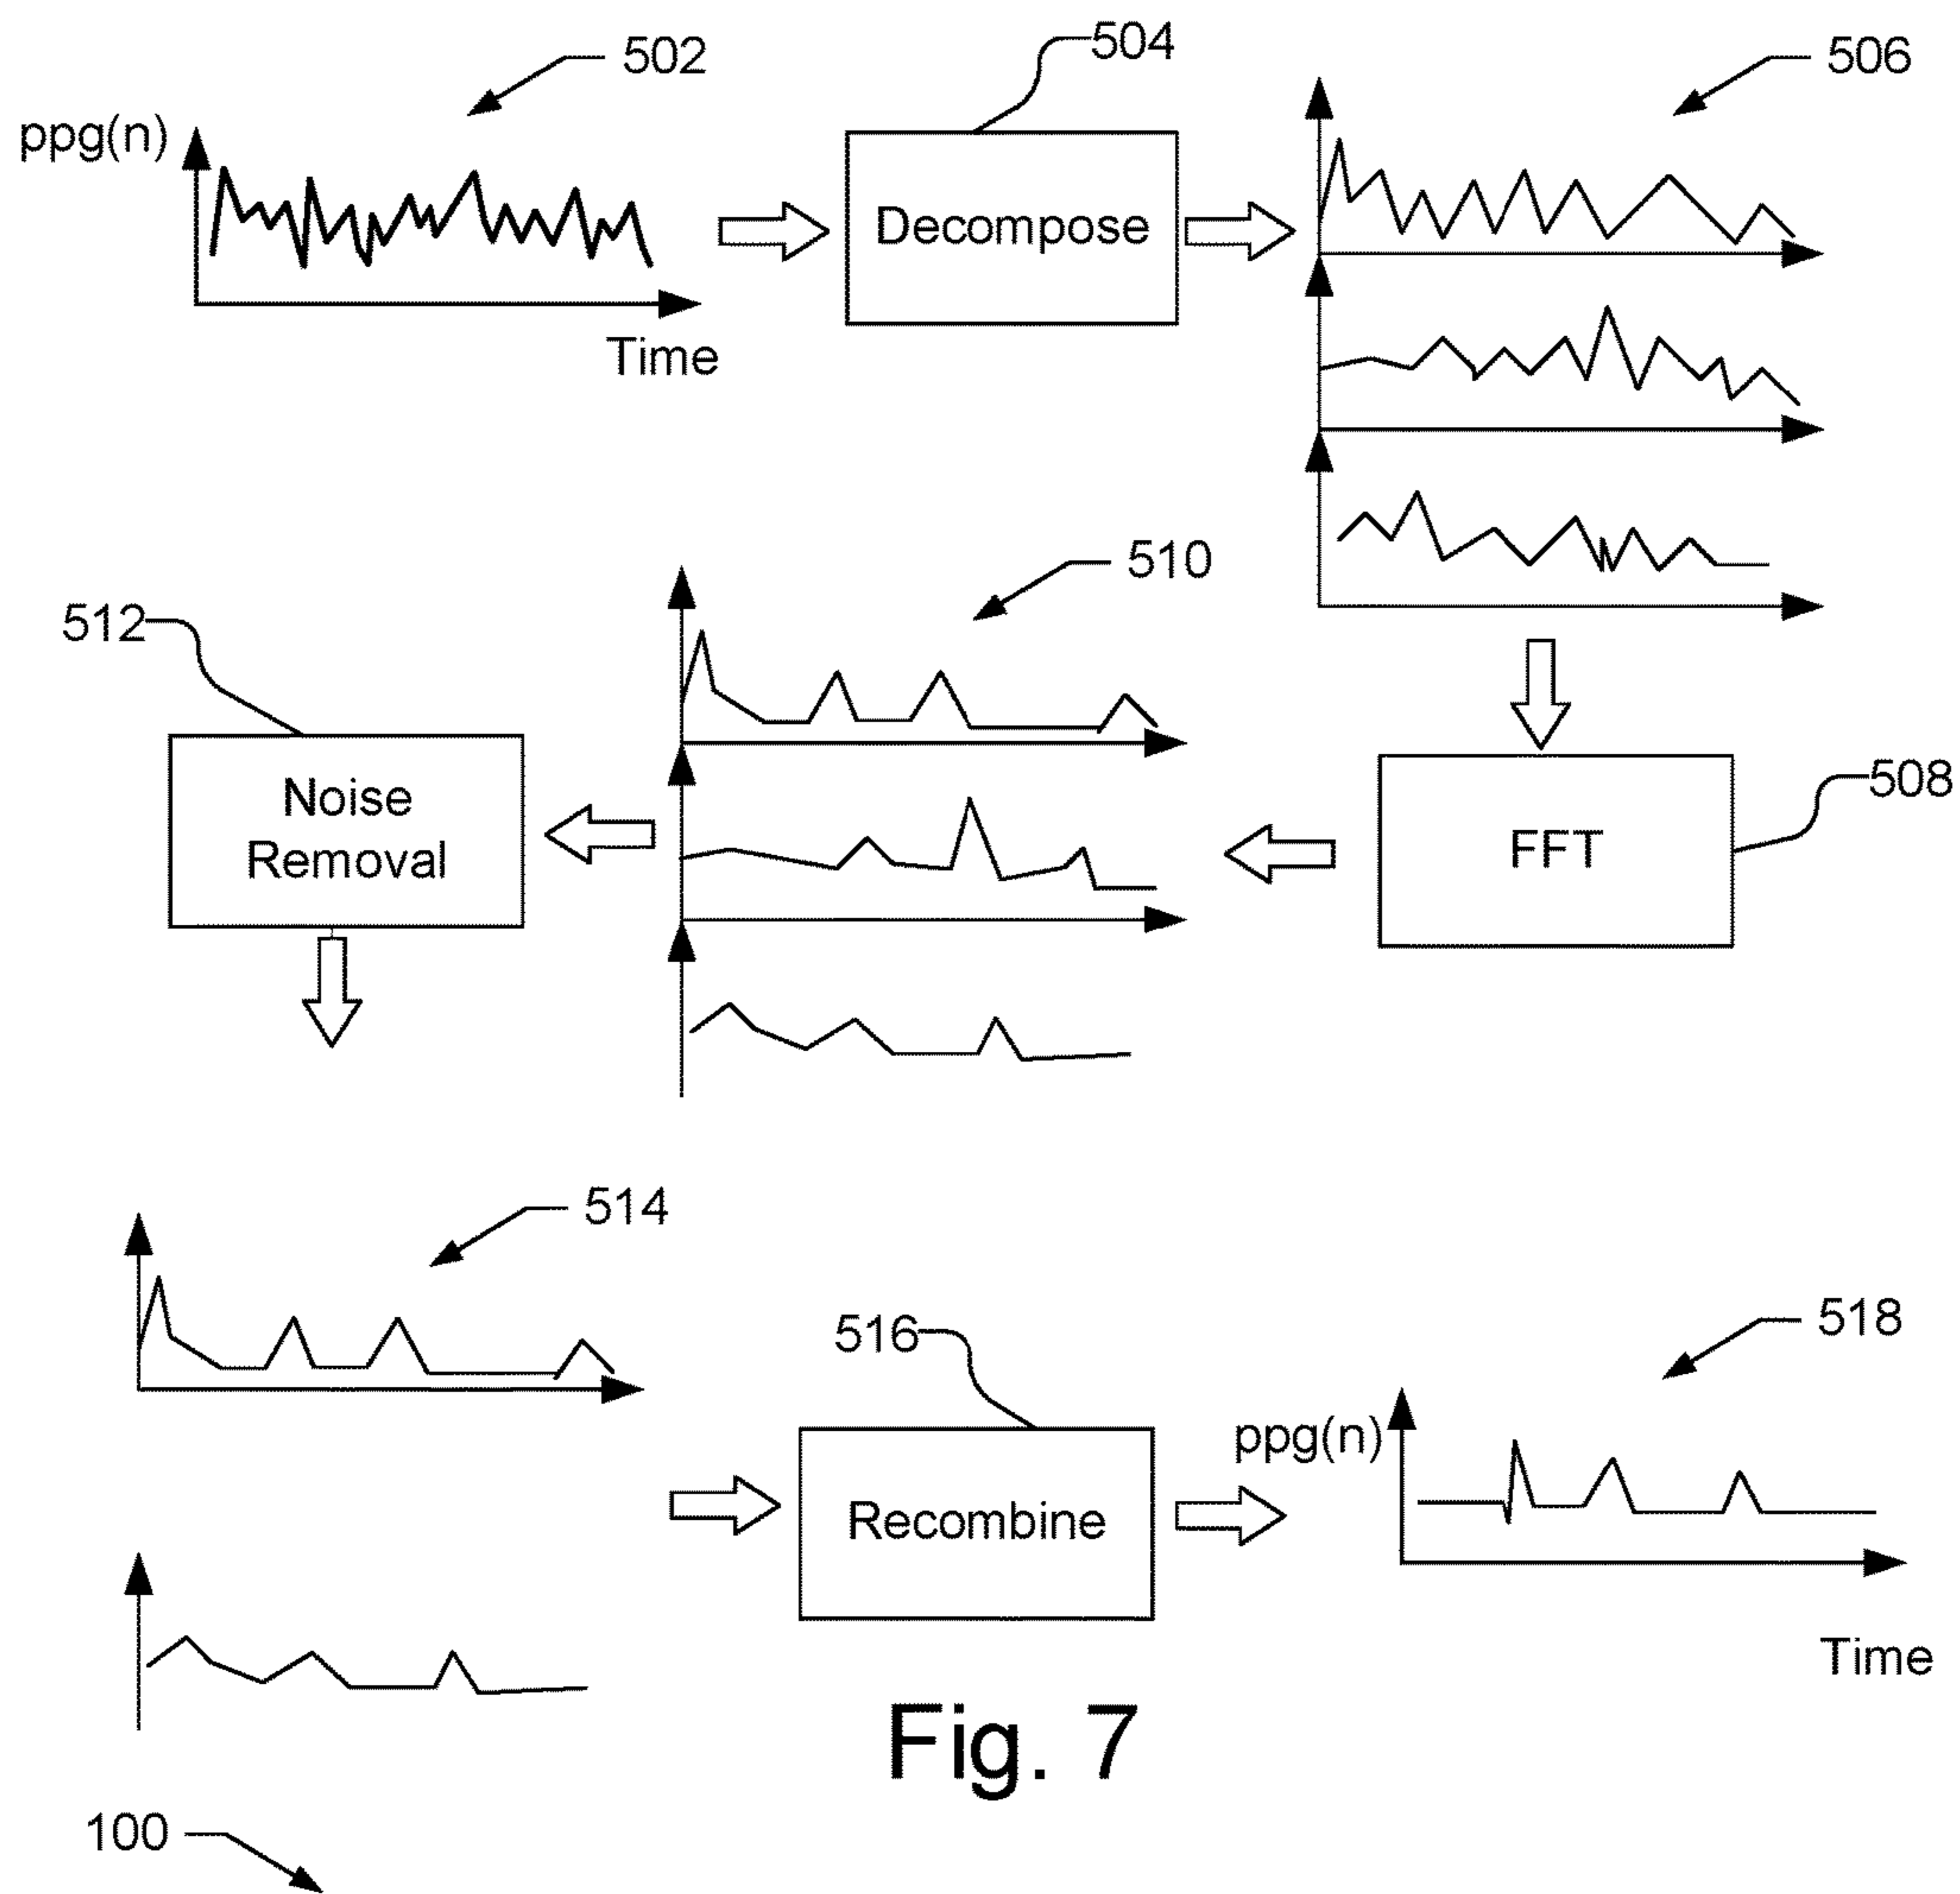 502
504
506
ppg(n)
Decompose
Time
510
512
508
Noise
Removal
FFT
514
516
518
ppg(n)
Recombine
Time
Fig. 7
100